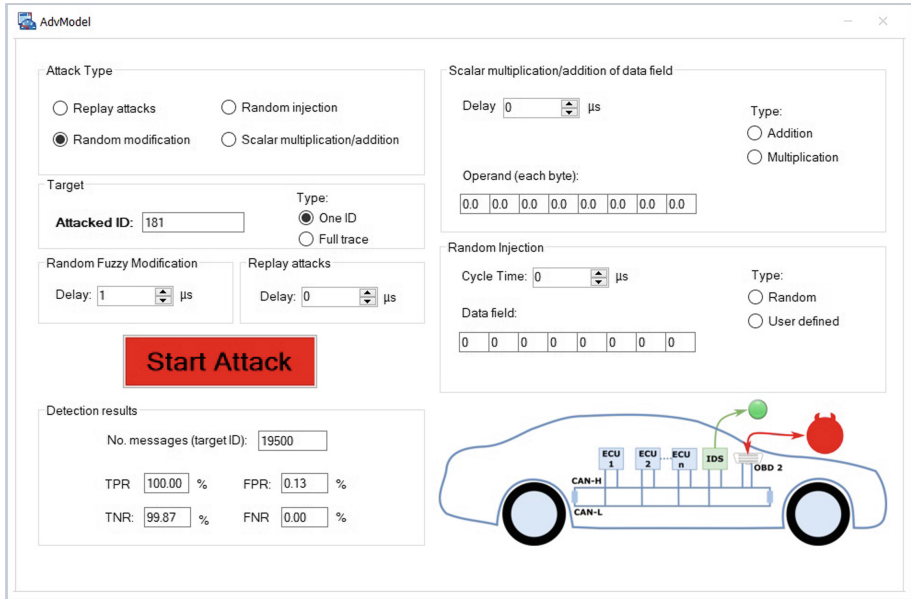 AdvModel
Attack Type
Replay attacks
Random injection
Random modification
Scalar multiplication/addition
Target
Attacked ID: 181
Type:
One ID
Full trace
Random Fuzzy Modification
Delay: 1 µs
Replay attacks
Delay: 0 µs
Start Attack
Detection results
No. messages (target ID): 19500
TPR 100.00 % FPR: 0.13 %
TNR: 99.87 % FNR 0.00 %
Scalar multiplication/addition of data field
Delay 0 µs
Type:
Addition
Multiplication
Operand (each byte):
0.0 0.0 0.0 0.0 0.0 0.0 0.0 0.0
Random Injection
Cycle Time: 0 µs
Type:
Random
User defined
Data field:
0 0 0 0 0 0 0 0
ECU 1
ECU 2
ECU n
IDS
OBD 2
CAN-H
CAN-L